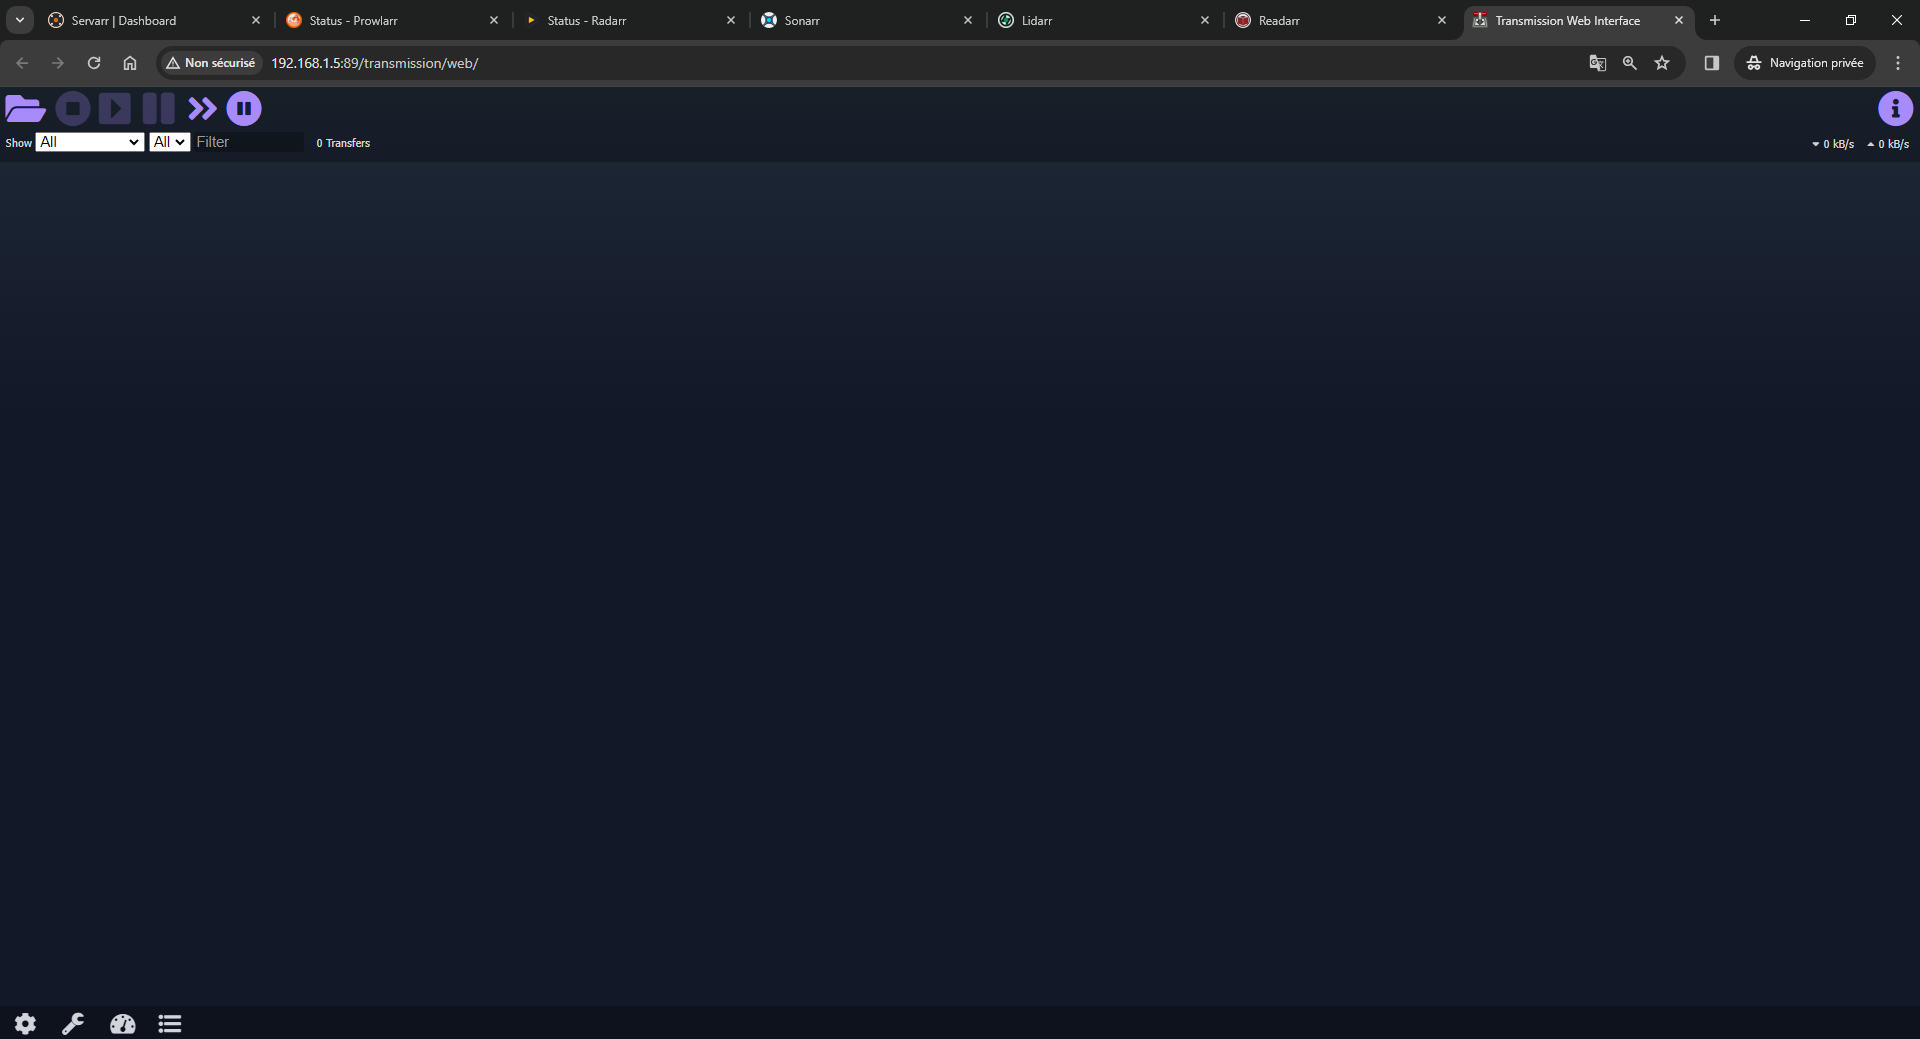 Servarr | Dashboard
Status - Prowlarr
Status - Radarr
Sonarr
Lidarr
Readarr
Transmission Web Interface
Non sécurisé 192.168.1.5:89/transmission/web/
Navigation privée
Show All All Filter 0 Transfers 0 kB/s 0 kB/s